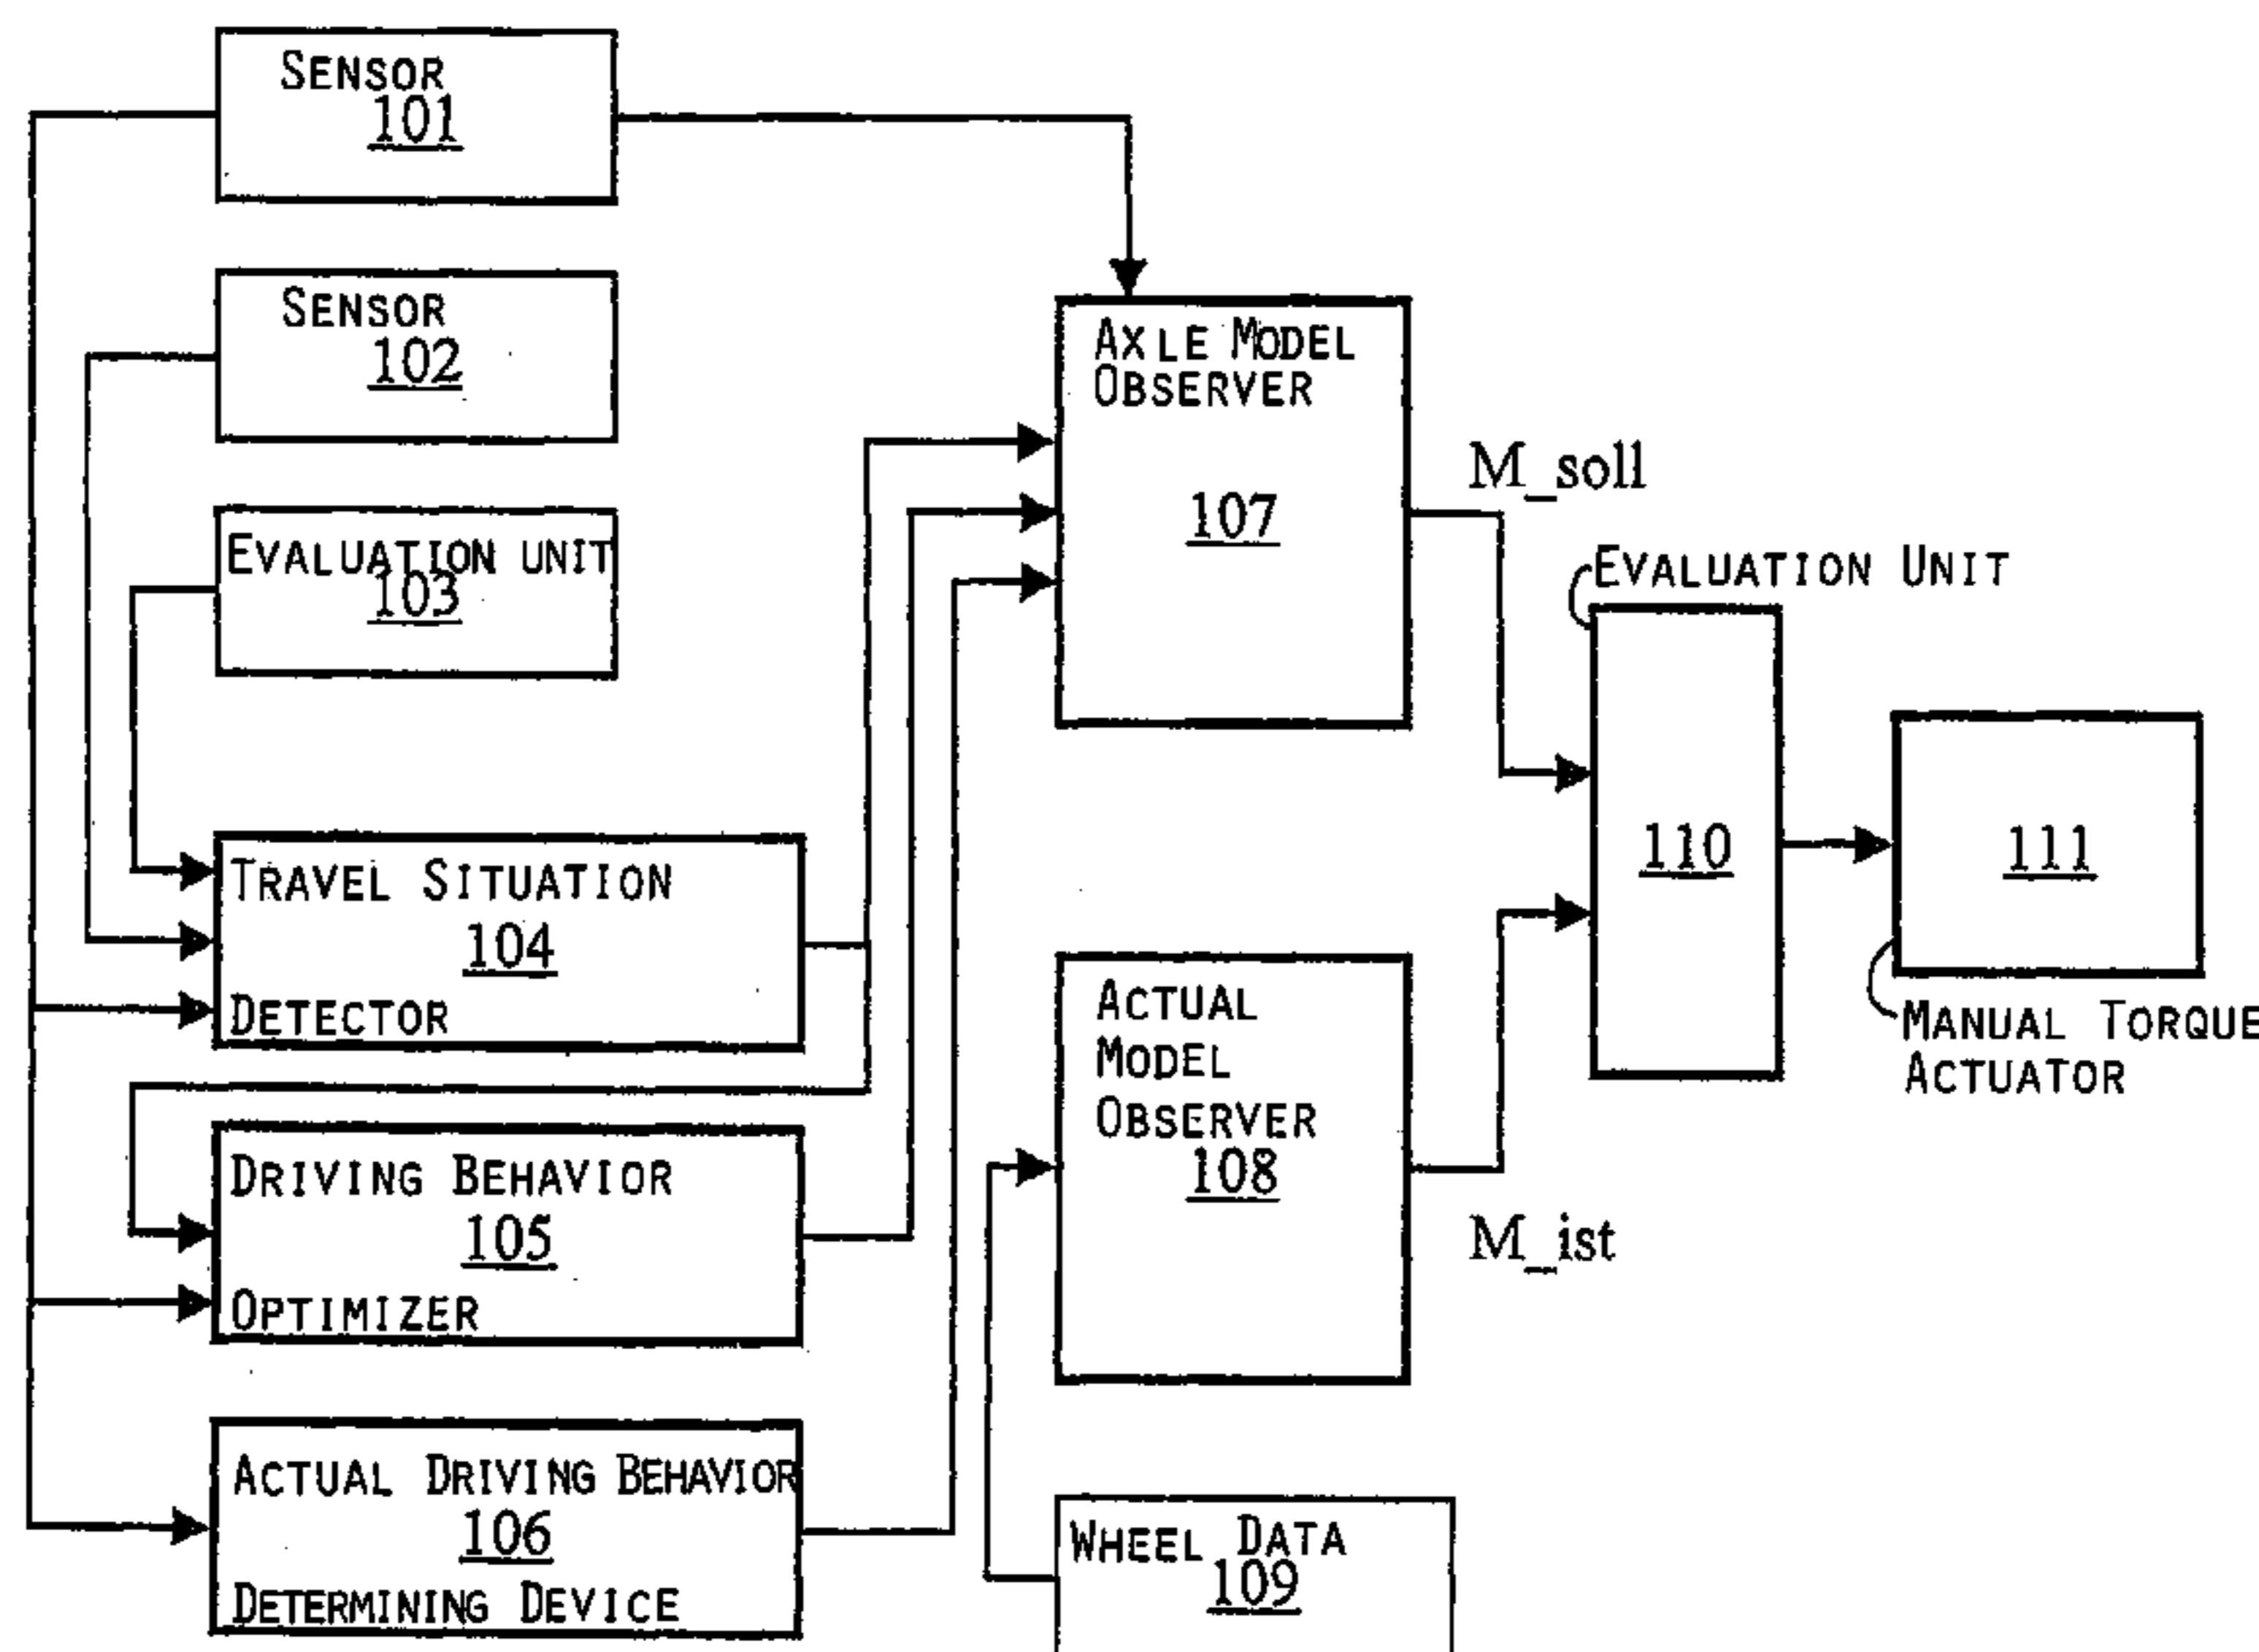 SENSOR
101
SENSOR
102
EVALUATION UNIT
103
TRAVEL SITUATION
104
DETECTOR
DRIVING BEHAVIOR
105
OPTIMIZER
ACTUAL DRIVING BEHAVIOR
106
DETERMINING DEVICE
AXLE MODEL
OBSERVER
107
M_soll
ACTUAL
MODEL
OBSERVER
108
M_ist
WHEEL DATA
109
EVALUATION UNIT
110
111
MANUAL TORQUE
ACTUATOR